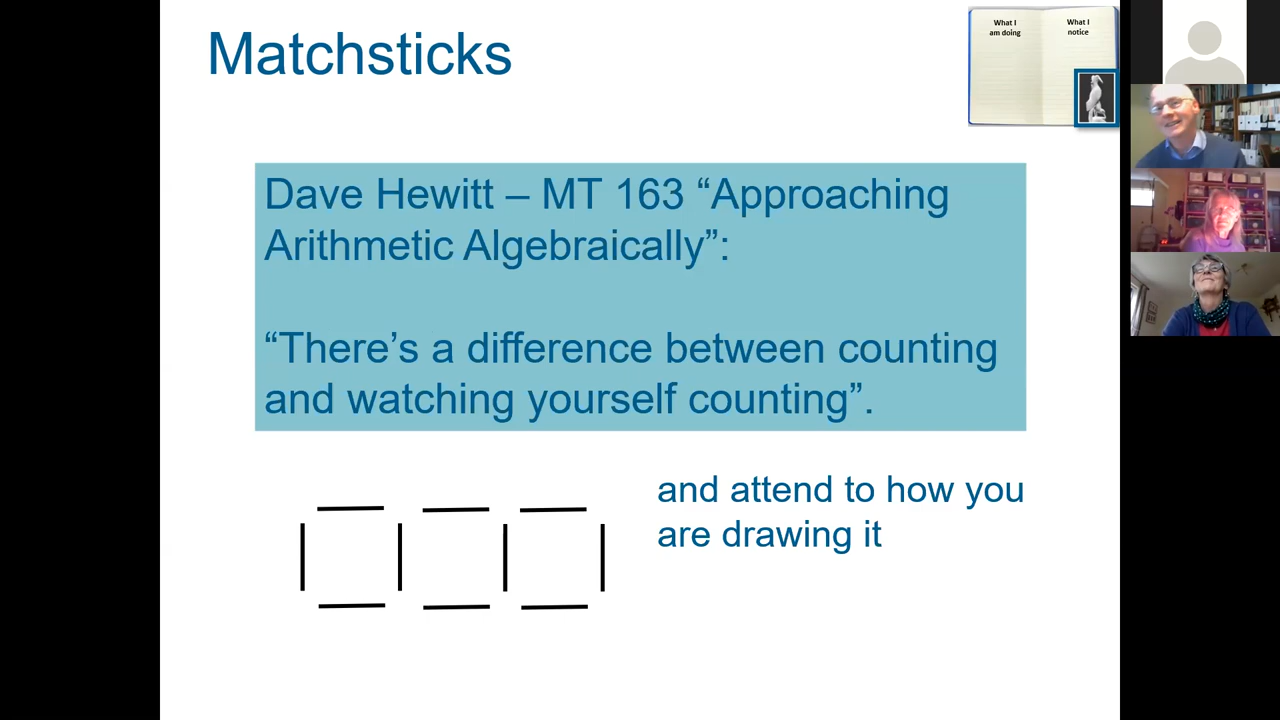 Matchsticks
What I
am doing
What I
notice
Dave Hewitt – MT 163 “Approaching
Arithmetic Algebraically”:
“There’s a difference between counting
and watching yourself counting”.
and attend to how you
are drawing it